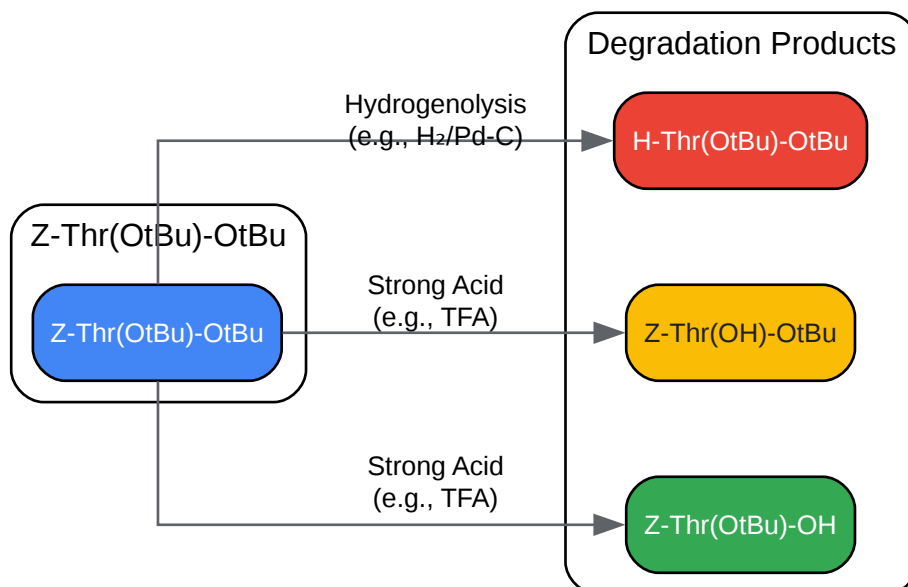 Degradation Products
Hydrogenolysis
(e.g., H₂/Pd-C)
H-Thr(OtBu)-OtBu
Z-Thr(OtBu)-OtBu
Z-Thr(OtBu)-OtBu
Strong Acid
(e.g., TFA)
Z-Thr(OH)-OtBu
Strong Acid
(e.g., TFA)
Z-Thr(OtBu)-OH